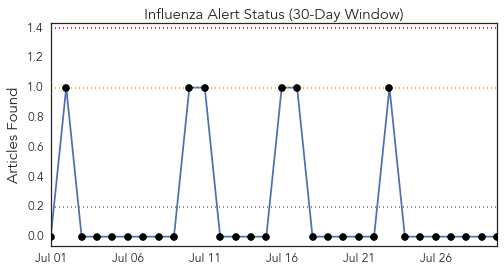 Influenza Alert Status (30-Day Window)
Articles Found
1.4
1.2
1.0
0.8
0.6
0.4
0.2
0.0
Jul 01 Jul 06 Jul 11 Jul 16 Jul 21 Jul 26